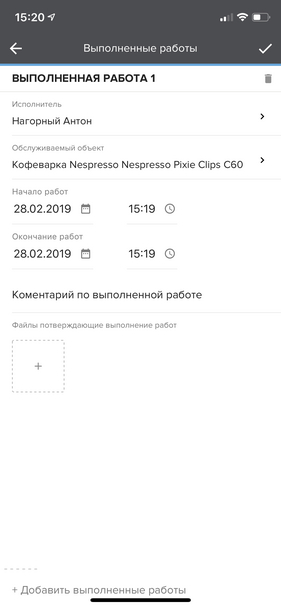 15:20
Выполненные работы
ВЫПОЛНЕННАЯ РАБОТА 1
Исполнитель
Нагорный Антон
Обслуживаемый объект
Кофеварка Nespresso Nespresso Pixie Clips C60
Начало работ
28.02.2019 15:19
Окончание работ
28.02.2019 15:19
Коментарий по выполненной работе
Файлы потверждающие выполнение работ
+
+ Добавить выполненные работы